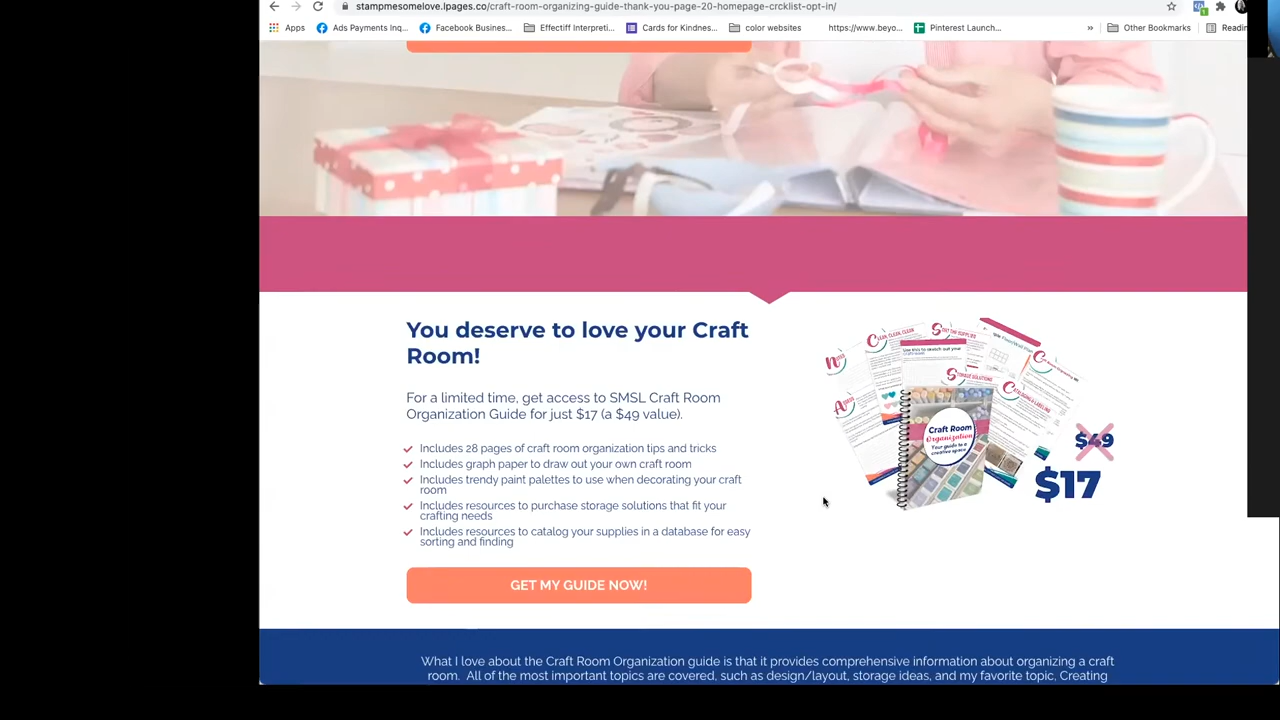 stampmesomelove.lpages.co/craft-room-organizing-guide-thank-you-page-20-homepage-crcklist-opt-in/
Apps
Ads Payments Inq...
Facebook Busines...
Effectiff Interpreti...
Cards for Kindnes...
color websites
https://www.beyo...
Pinterest Launch...
»
Other Bookmarks
Readin
You deserve to love your Craft
Room!
For a limited time, get access to SMSL Craft Room
Organization Guide for just $17 (a $49 value).
Includes 28 pages of craft room organization tips and tricks
Includes graph paper to draw out your own craft room
Includes trendy paint palettes to use when decorating your craft
room
Includes resources to purchase storage solutions that fit your
crafting needs
Includes resources to catalog your supplies in a database for easy
sorting and finding
GET MY GUIDE NOW!
Craft Room
Organization
Your guide to a
creative space
$49
$17
What I love about the Craft Room Organization guide is that it provides comprehensive information about organizing a craft
room. All of the most important topics are covered, such as design/layout, storage ideas, and my favorite topic, Creating